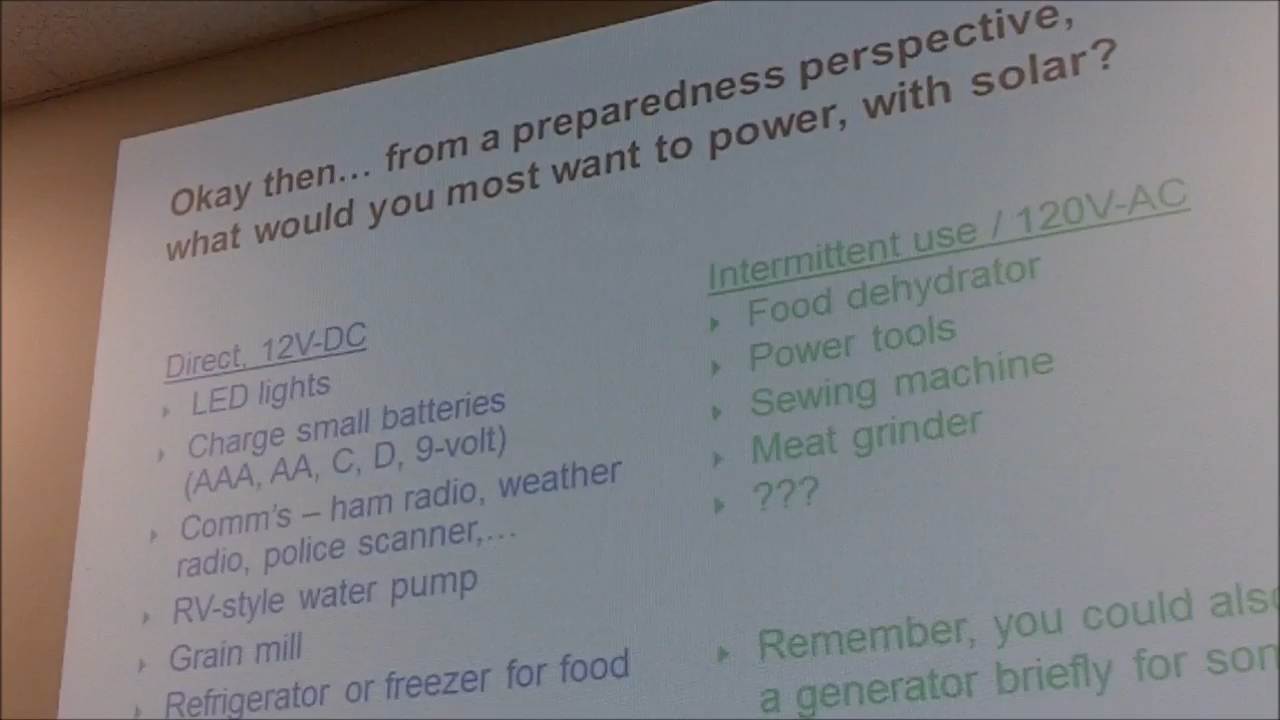 Okay then... from a preparedness perspective,
what would you most want to power, with solar?
Direct, 12V-DC
LED lights
Charge small batteries
(AAA, AA, C, D, 9-volt)
Comm's – ham radio, weather
radio, police scanner,...
RV-style water pump
Grain mill
Refrigerator or freezer for food
Intermittent use / 120V-AC
Food dehydrator
Power tools
Sewing machine
Meat grinder
???
Remember, you could
a generator briefly for